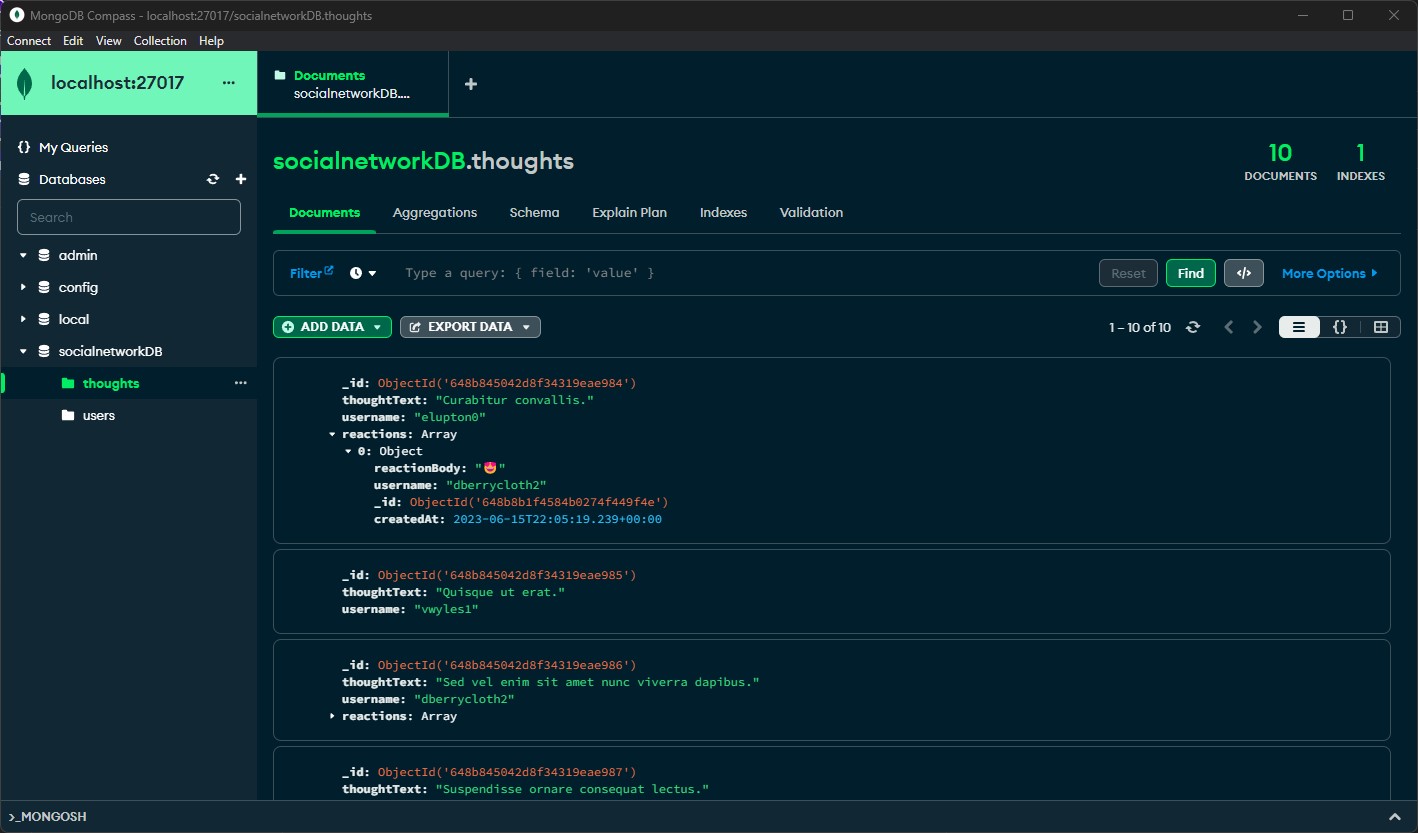 MongoDB Compass - localhost:27017/socialnetworkDB.thoughts
Connect Edit View Collection Help
localhost:27017 ...
Documents
socialnetworkDB....
{} My Queries
Databases
Search
admin
config
local
socialnetworkDB
thoughts ...
users
socialnetworkDB.thoughts
10
DOCUMENTS
1
INDEXES
Documents Aggregations Schema Explain Plan Indexes Validation
Filter Type a query: { field: 'value' } Reset Find </> More Options
ADD DATA EXPORT DATA 1 – 10 of 10 {}
_id: ObjectId('648b845042d8f34319eae984')
thoughtText: "Curabitur convallis."
username: "elupton0"
reactions: Array
0: Object
reactionBody: "😍"
username: "dberrycloth2"
_id: ObjectId('648b8b1f4584b0274f449f4e')
createdAt: 2023-06-15T22:05:19.239+00:00
_id: ObjectId('648b845042d8f34319eae985')
thoughtText: "Quisque ut erat."
username: "vwyles1"
_id: ObjectId('648b845042d8f34319eae986')
thoughtText: "Sed vel enim sit amet nunc viverra dapibus."
username: "dberrycloth2"
reactions: Array
_id: ObjectId('648b845042d8f34319eae987')
thoughtText: "Suspendisse ornare consequat lectus."
>_MONGOSH